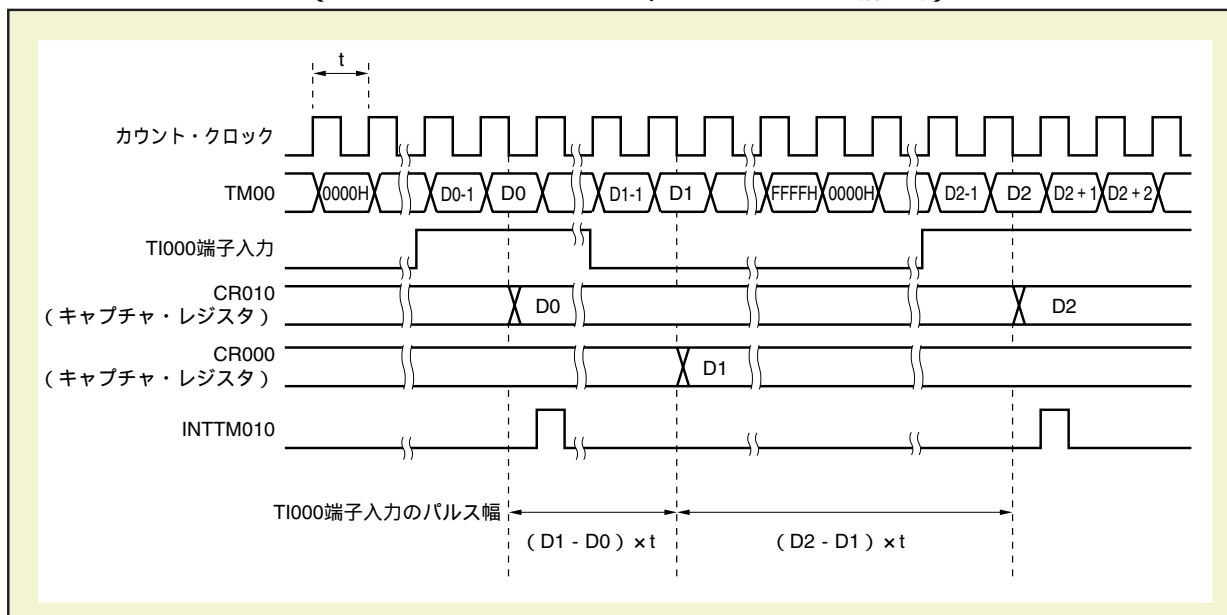 t
カウント・クロック
TM00 0000H D0-1 D0 D1-1 D1 FFFFH 0000H D2-1 D2 D2 + 1 D2 + 2
TI000端子入力
CR010
（キャプチャ・レジスタ） D0 D2
CR000
（キャプチャ・レジスタ） D1
INTTM010
TI000端子入力のパルス幅
（D1 - D0）×t （D2 - D1）×t